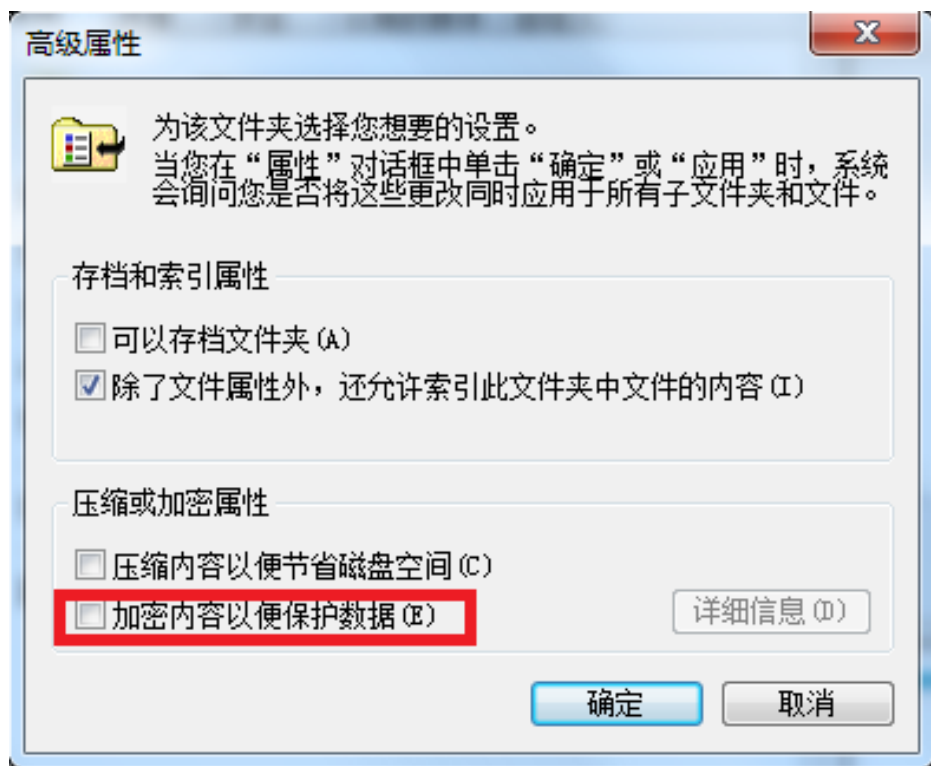 高级属性
为该文件夹选择您想要的设置。
当您在“属性”对话框中单击“确定”或“应用”时，系统
会询问您是否将这些更改同时应用于所有子文件夹和文件。
存档和索引属性
可以存档文件夹(A)
除了文件属性外，还允许索引此文件夹中文件的内容(I)
压缩或加密属性
压缩内容以便节省磁盘空间(C)
加密内容以便保护数据(E)
详细信息(D)
确定
取消